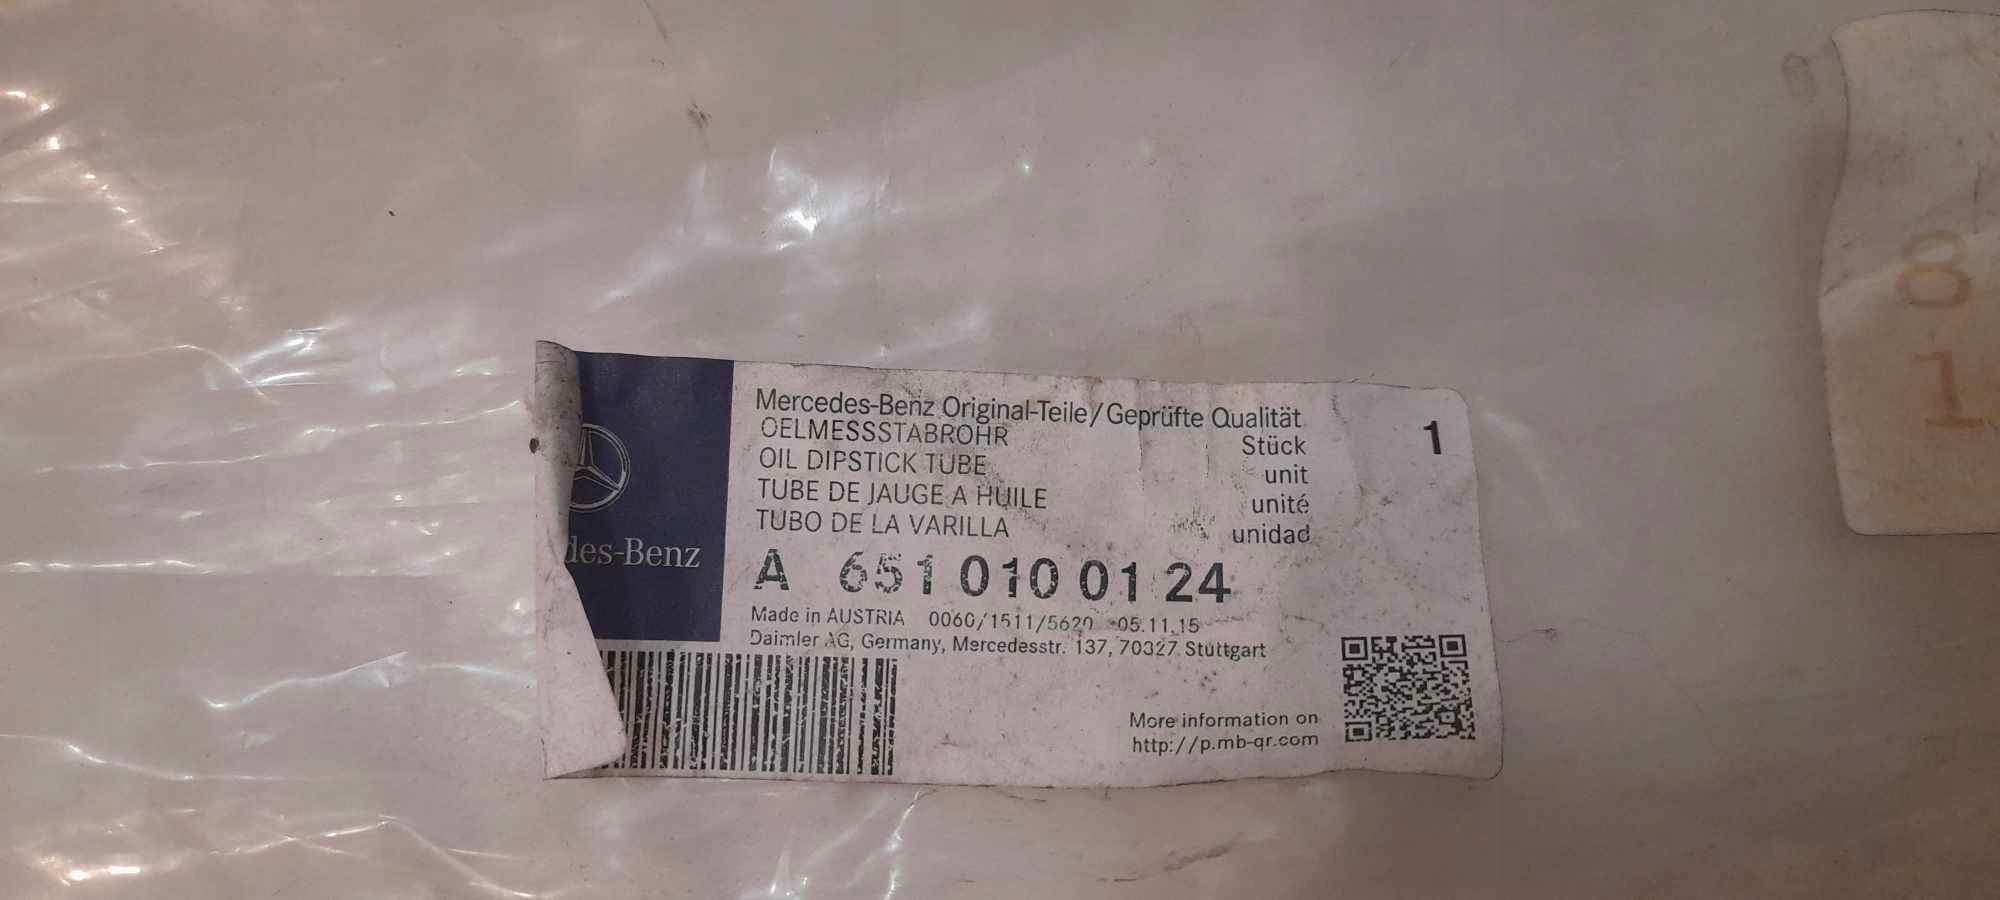 des-Benz
Mercedes-Benz Original-Teile/Geprüfte Qualität
OELMESSSTABROHR Stück 1
OIL DIPSTICK TUBE unit
TUBE DE JAUGE A HUILE unité
TUBO DE LA VARILLA unidad
A 651 010 01 24
Made in AUSTRIA 0060/1511/5620 05.11.15
Daimler AG, Germany, Mercedesstr. 137, 70327 Stuttgart
More information on
http://p.mb-qr.com
8
1